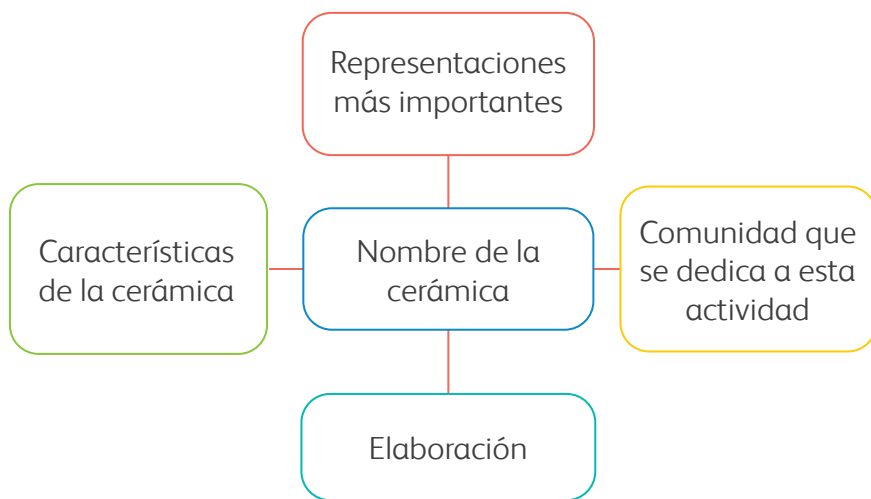 Representaciones
más importantes
Características
de la cerámica
Nombre de la
cerámica
Comunidad que
se dedica a esta
actividad
Elaboración